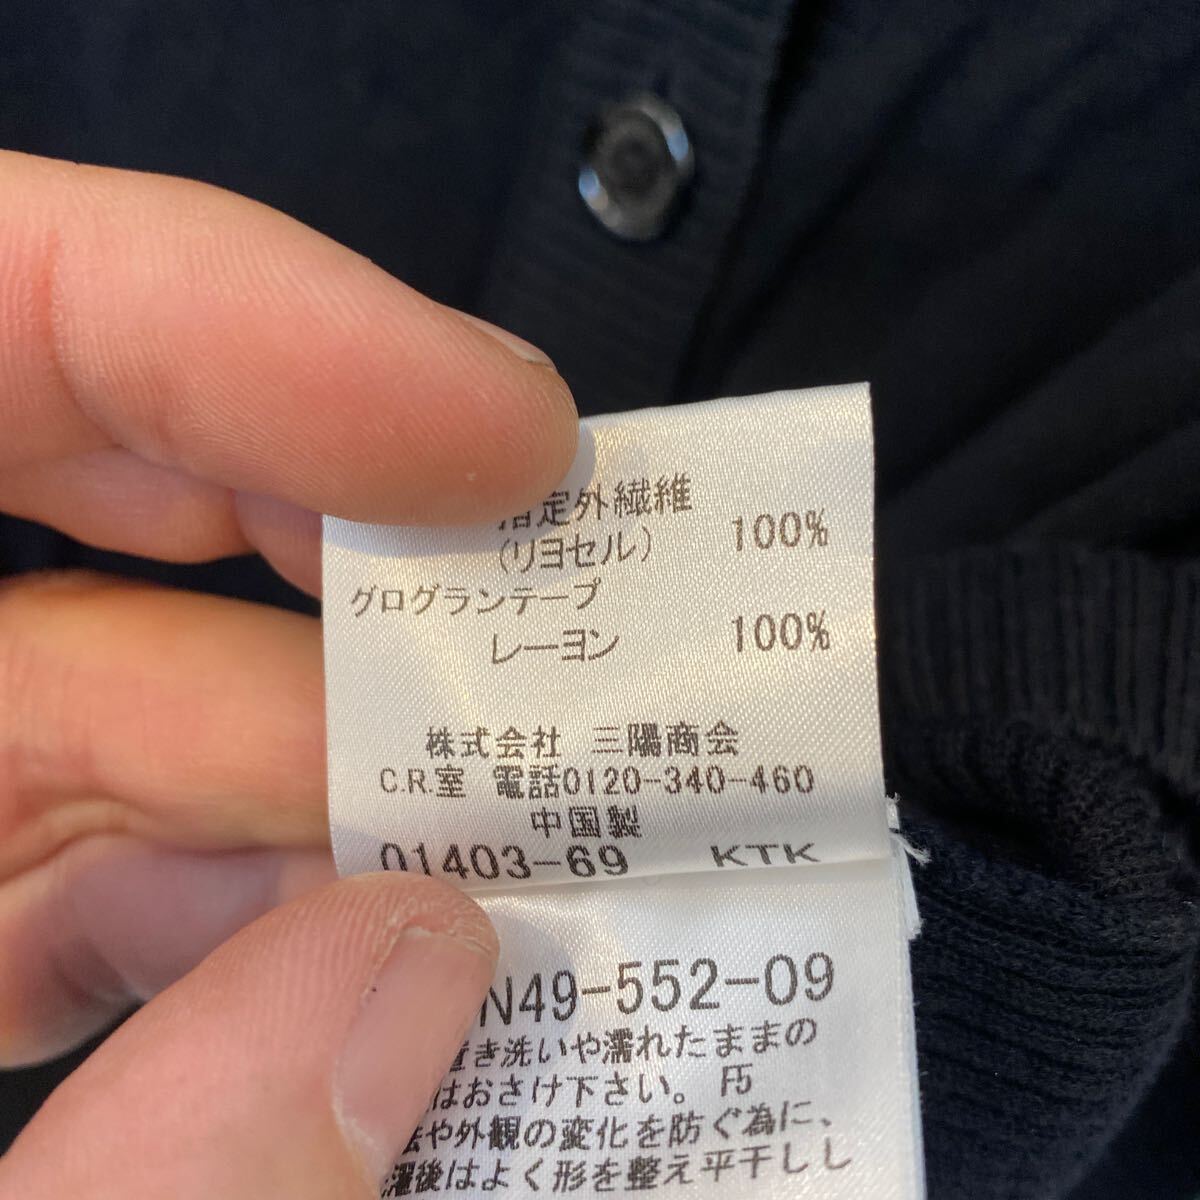 指定外繊維
(リヨセル) 100%
グログランテープ
レーヨン 100%
株式会社 三陽商会
C.R.室 電話0120-340-460
中国製
01403-69 KTK
N49-552-09
置き洗いや濡れたままの
はおさけ下さい。 F5
や外観の変化を防ぐ為に、
濯後はよく形を整え平干しし